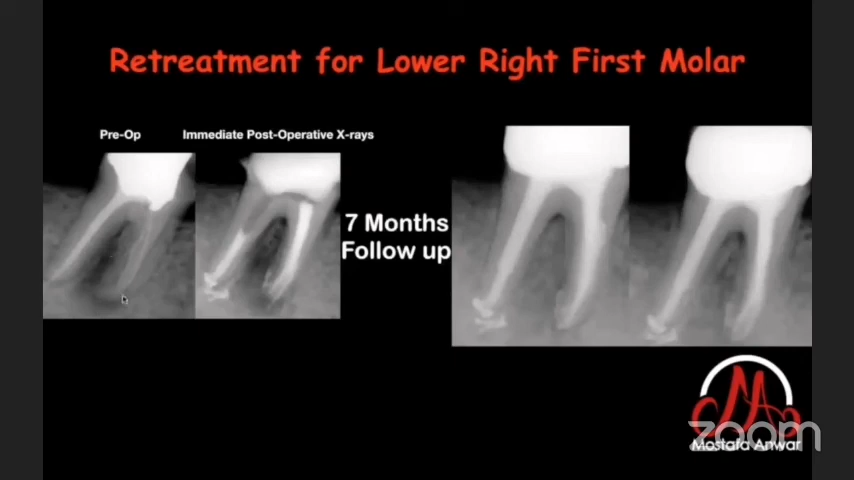 Retreatment for Lower Right First Molar
Pre-Op
Immediate Post-Operative X-rays
7 Months
Follow up
zoom
Mostafa Anwar